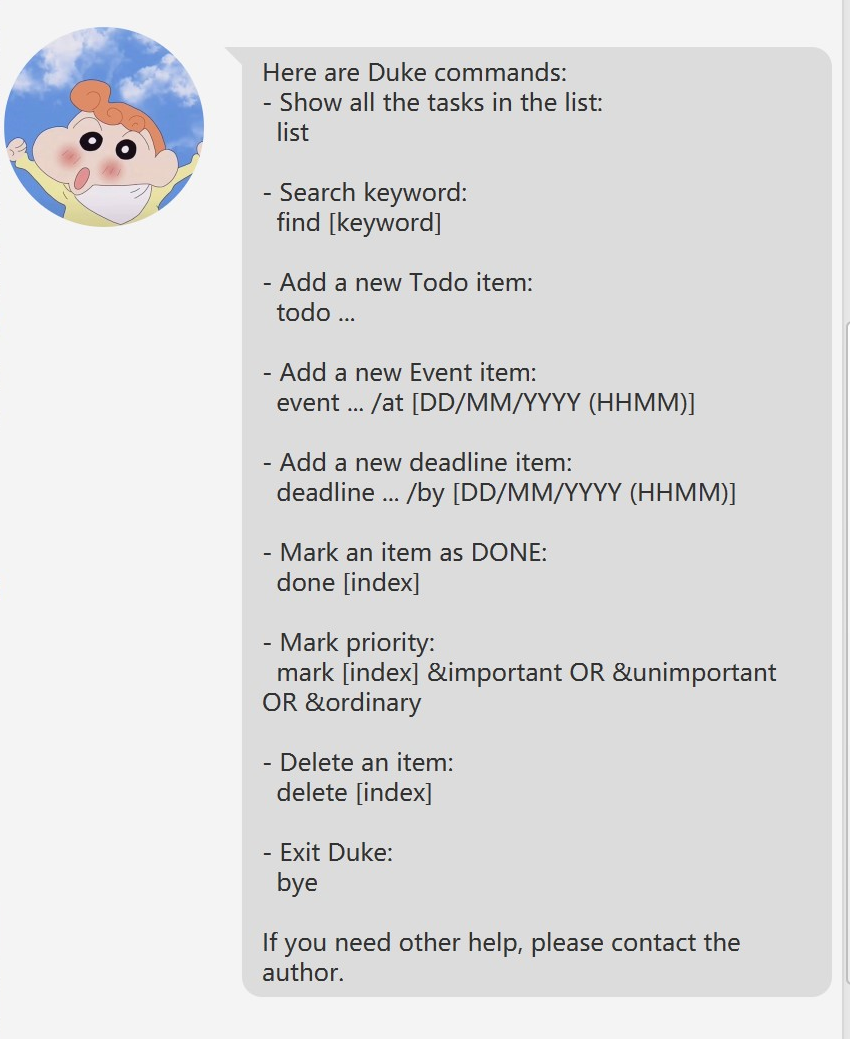 Here are Duke commands:
- Show all the tasks in the list:
list
- Search keyword:
find [keyword]
- Add a new Todo item:
todo ...
- Add a new Event item:
event ... /at [DD/MM/YYYY (HHMM)]
- Add a new deadline item:
deadline ... /by [DD/MM/YYYY (HHMM)]
- Mark an item as DONE:
done [index]
- Mark priority:
mark [index] &important OR &unimportant
OR &ordinary
- Delete an item:
delete [index]
- Exit Duke:
bye
If you need other help, please contact the
author.